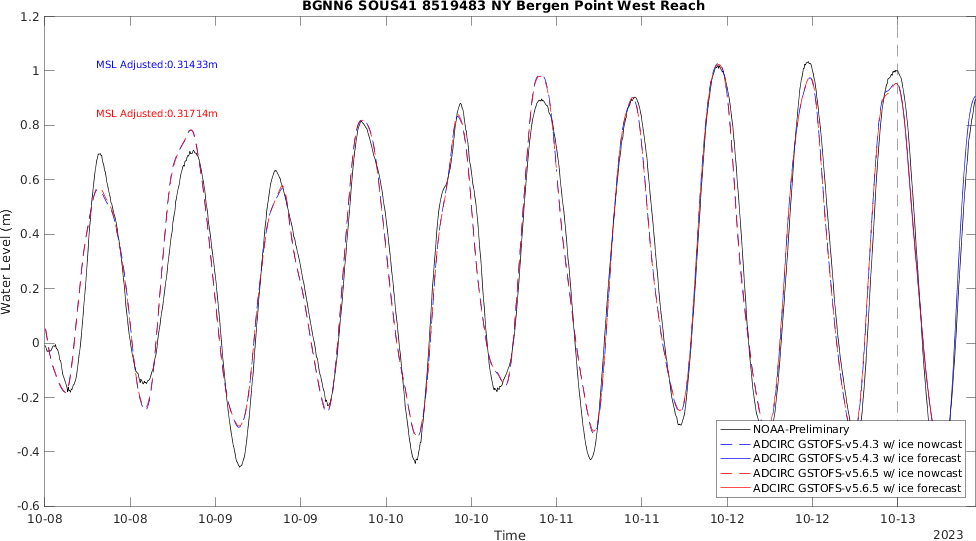 BGNN6 SOUS41 8519483 NY Bergen Point West Reach
1.2
1
0.8
0.6
0.4
0.2
0
-0.2
-0.4
-0.6
Water Level (m)
MSL Adjusted:0.31433m
MSL Adjusted:0.31714m
NOAA-Preliminary
ADCIRC GSTOFS-v5.4.3 w/ ice nowcast
ADCIRC GSTOFS-v5.4.3 w/ ice forecast
ADCIRC GSTOFS-v5.6.5 w/ ice nowcast
ADCIRC GSTOFS-v5.6.5 w/ ice forecast
10-08 10-08 10-09 10-09 10-10 10-10 10-11 10-11 10-12 10-12 10-13
Time
2023